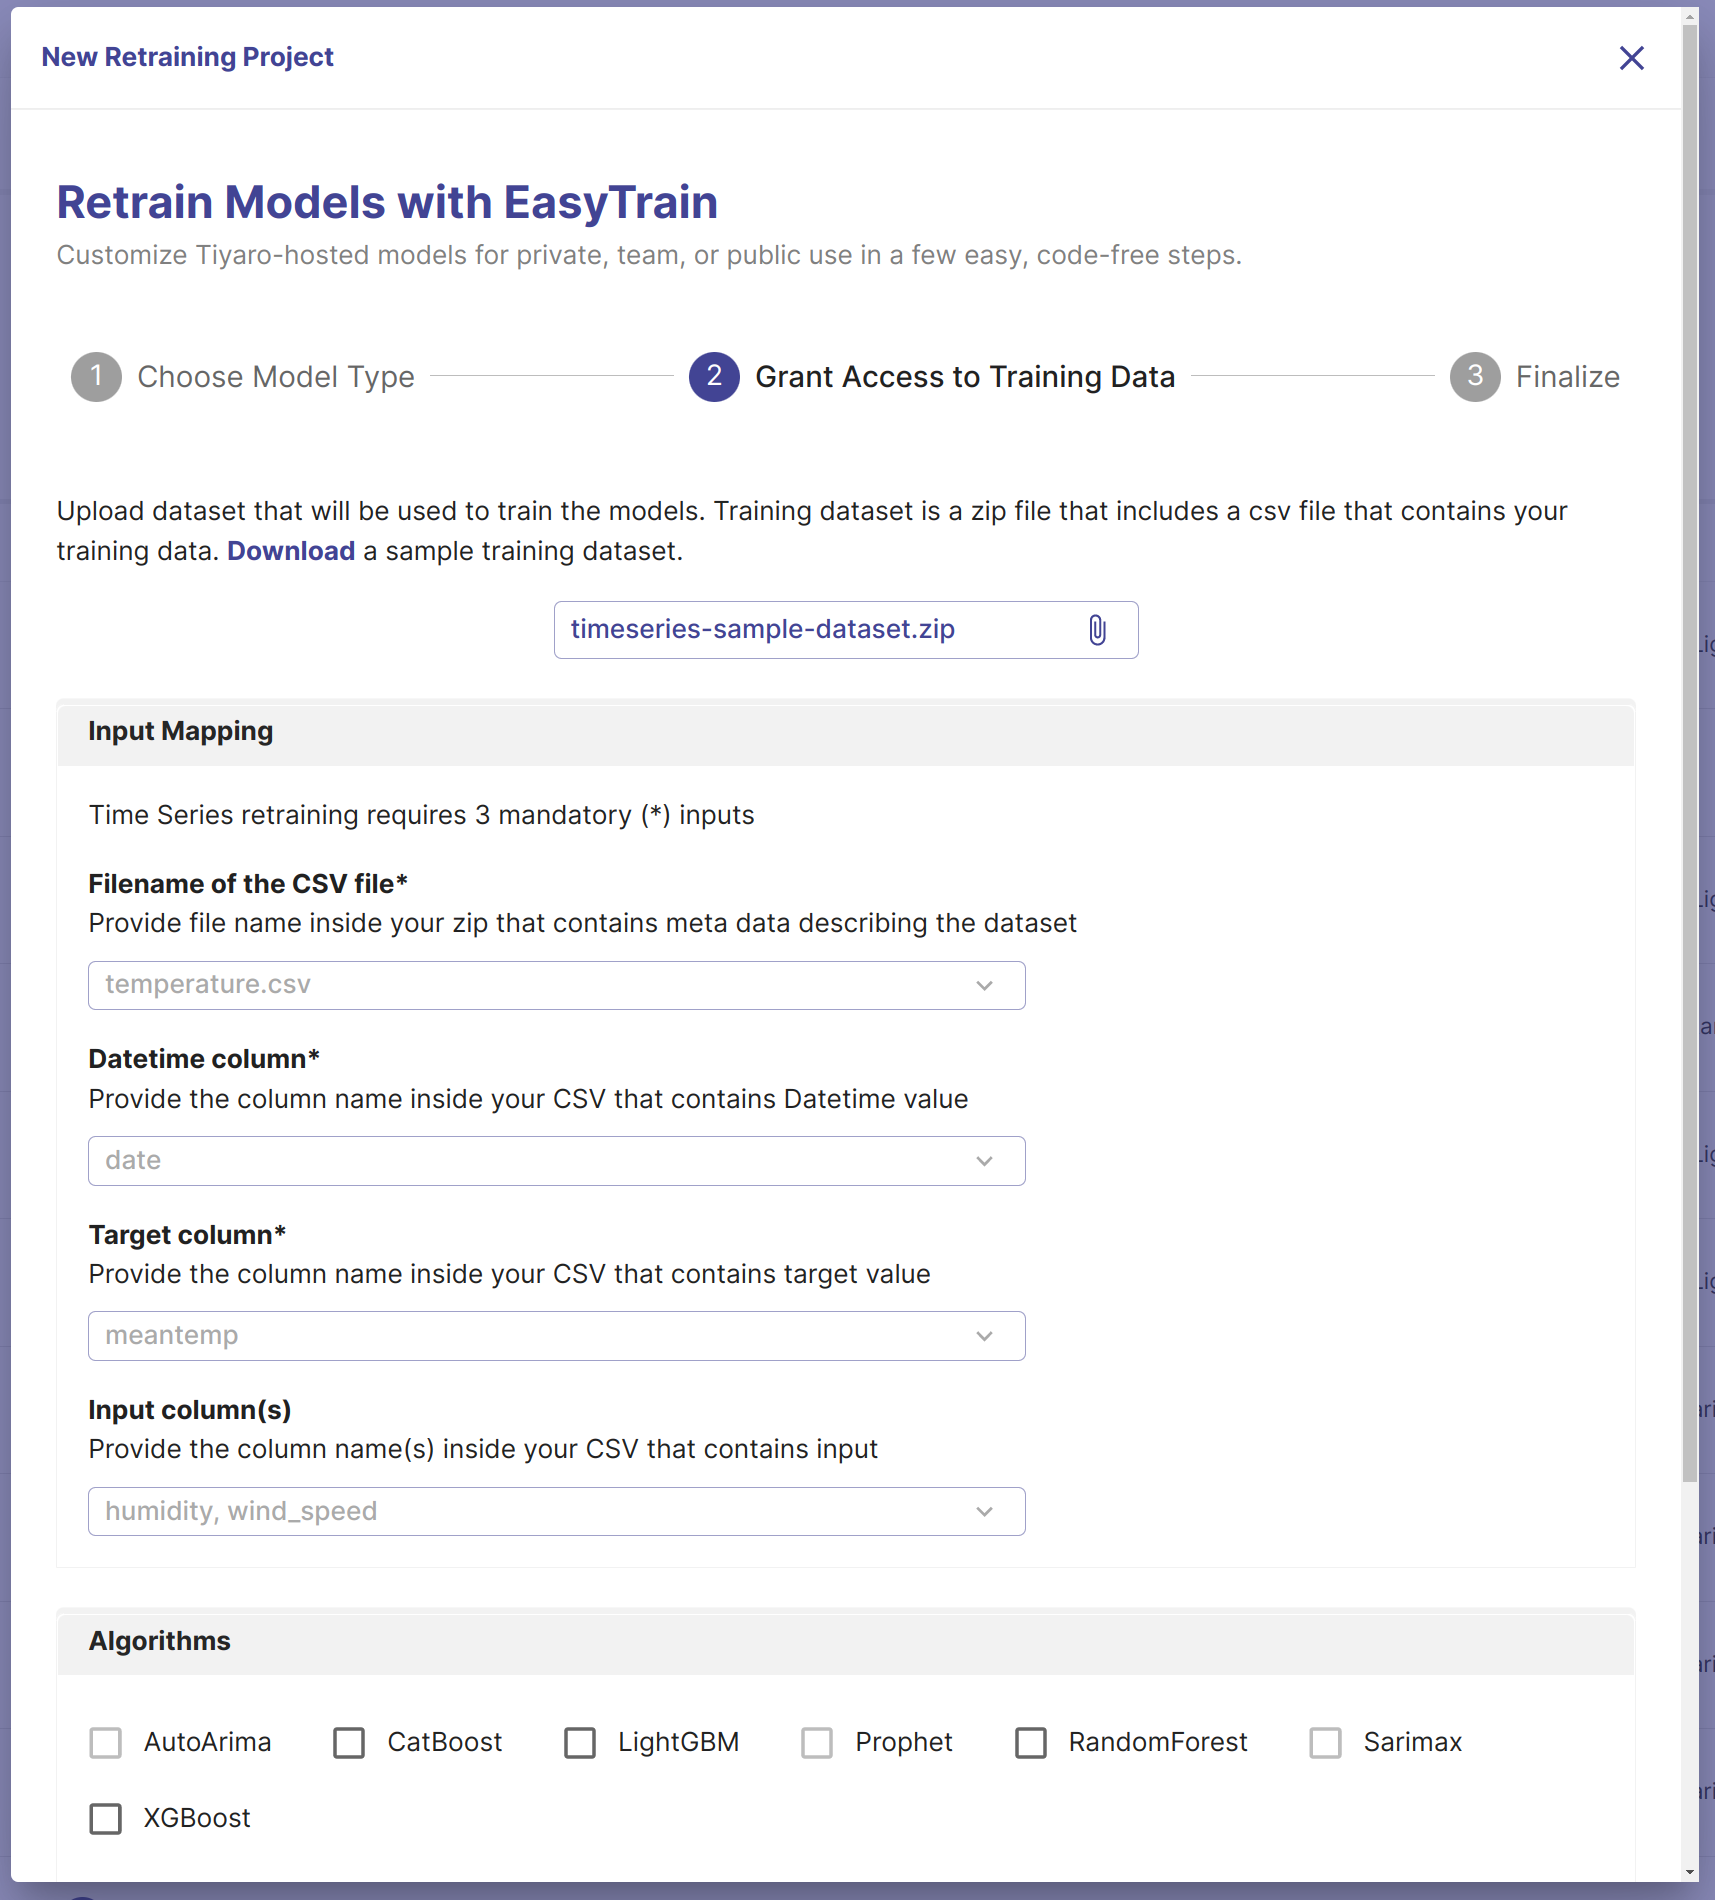 New Retraining Project
Retrain Models with EasyTrain
Customize Tiyaro-hosted models for private, team, or public use in a few easy, code-free steps.
1 Choose Model Type 2 Grant Access to Training Data 3 Finalize
Upload dataset that will be used to train the models. Training dataset is a zip file that includes a csv file that contains your
training data. Download a sample training dataset.
timeseries-sample-dataset.zip
Input Mapping
Time Series retraining requires 3 mandatory (*) inputs
Filename of the CSV file*
Provide file name inside your zip that contains meta data describing the dataset
temperature.csv
Datetime column*
Provide the column name inside your CSV that contains Datetime value
date
Target column*
Provide the column name inside your CSV that contains target value
meantemp
Input column(s)
Provide the column name(s) inside your CSV that contains input
humidity, wind_speed
Algorithms
AutoArima CatBoost LightGBM Prophet RandomForest Sarimax
XGBoost